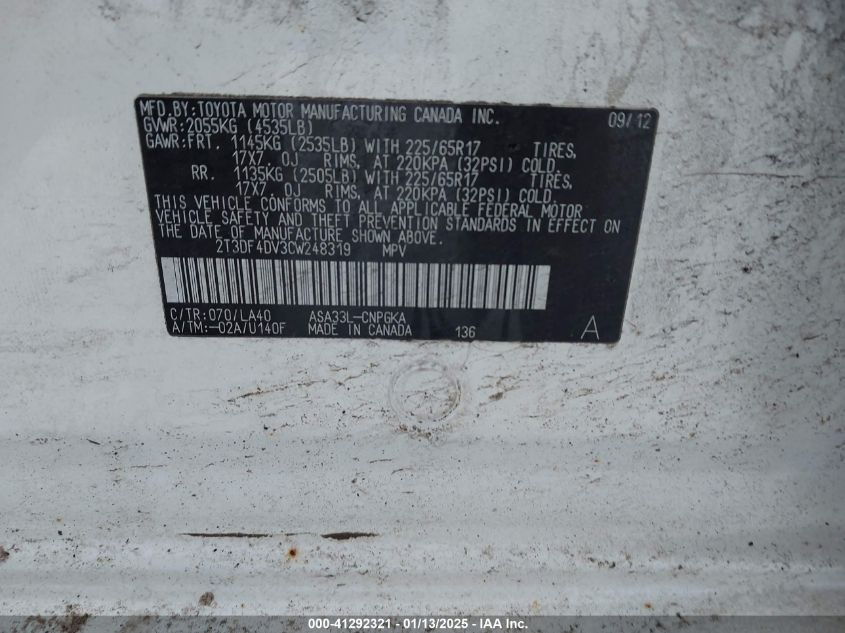 MFD.BY:TOYOTA MOTOR MANUFACTURING CANADA INC. 09/12
GVWR:2055KG (4535LB)
GAWR:FRT. 1145KG (2535LB) WITH 225/65R17 TIRES,
17X7 0J RIMS, AT 220KPA (32PSI) COLD.
RR. 1135KG (2505LB) WITH 225/65R17 TIRES,
17X7 0J RIMS, AT 220KPA (32PSI) COLD.
THIS VEHICLE CONFORMS TO ALL APPLICABLE FEDERAL MOTOR
VEHICLE SAFETY AND THEFT PREVENTION STANDARDS IN EFFECT ON
THE DATE OF MANUFACTURE SHOWN ABOVE.
2T3DF4DV3CW248319 MPV
C/TR:070/LA40 ASA33L-CNPGKA
A/TM:-02A/U140F MADE IN CANADA 136 A
000-41292321 - 01/13/2025 - IAA Inc.